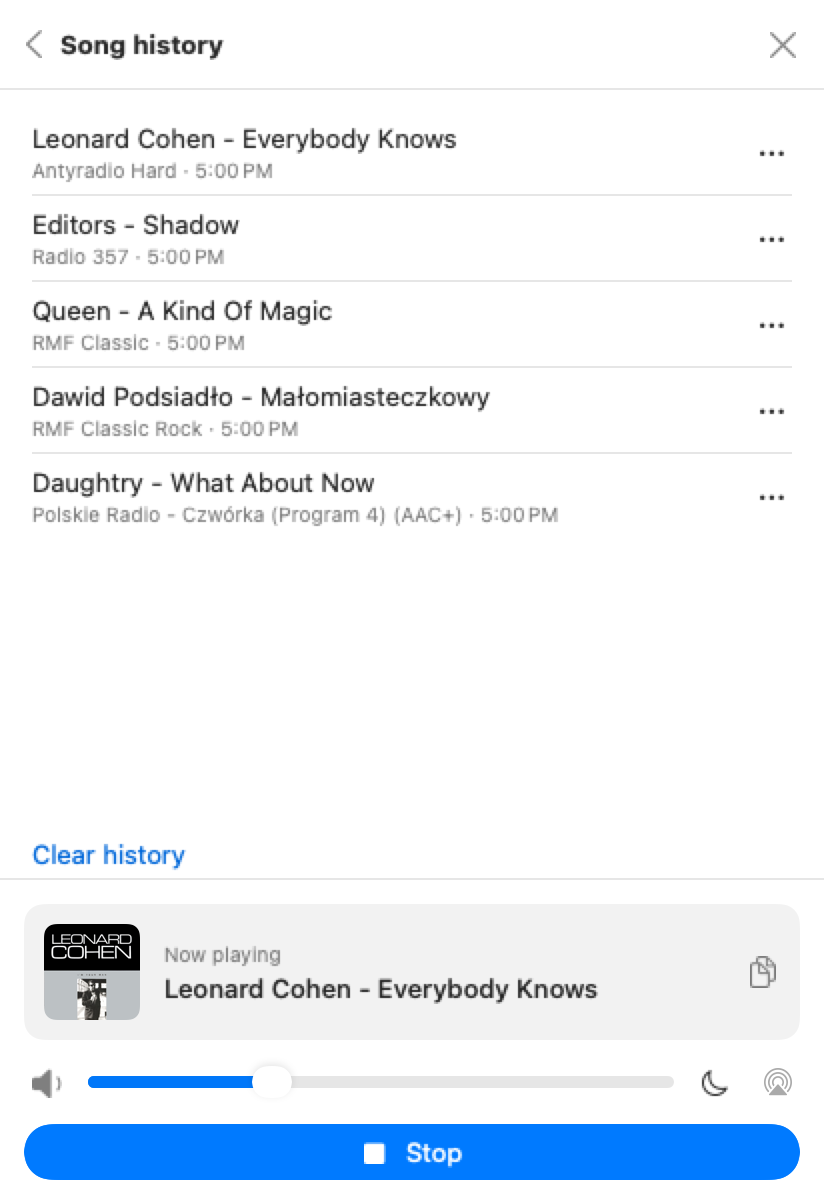 Song history
Leonard Cohen - Everybody Knows
Antyradio Hard · 5:00 PM
Editors - Shadow
Radio 357 · 5:00 PM
Queen - A Kind Of Magic
RMF Classic · 5:00 PM
Dawid Podsiadło - Małomiasteczkowy
RMF Classic Rock · 5:00 PM
Daughtry - What About Now
Polskie Radio - Czwórka (Program 4) (AAC+) · 5:00 PM
Clear history
LEONARD
COHEN
Now playing
Leonard Cohen - Everybody Knows
Stop